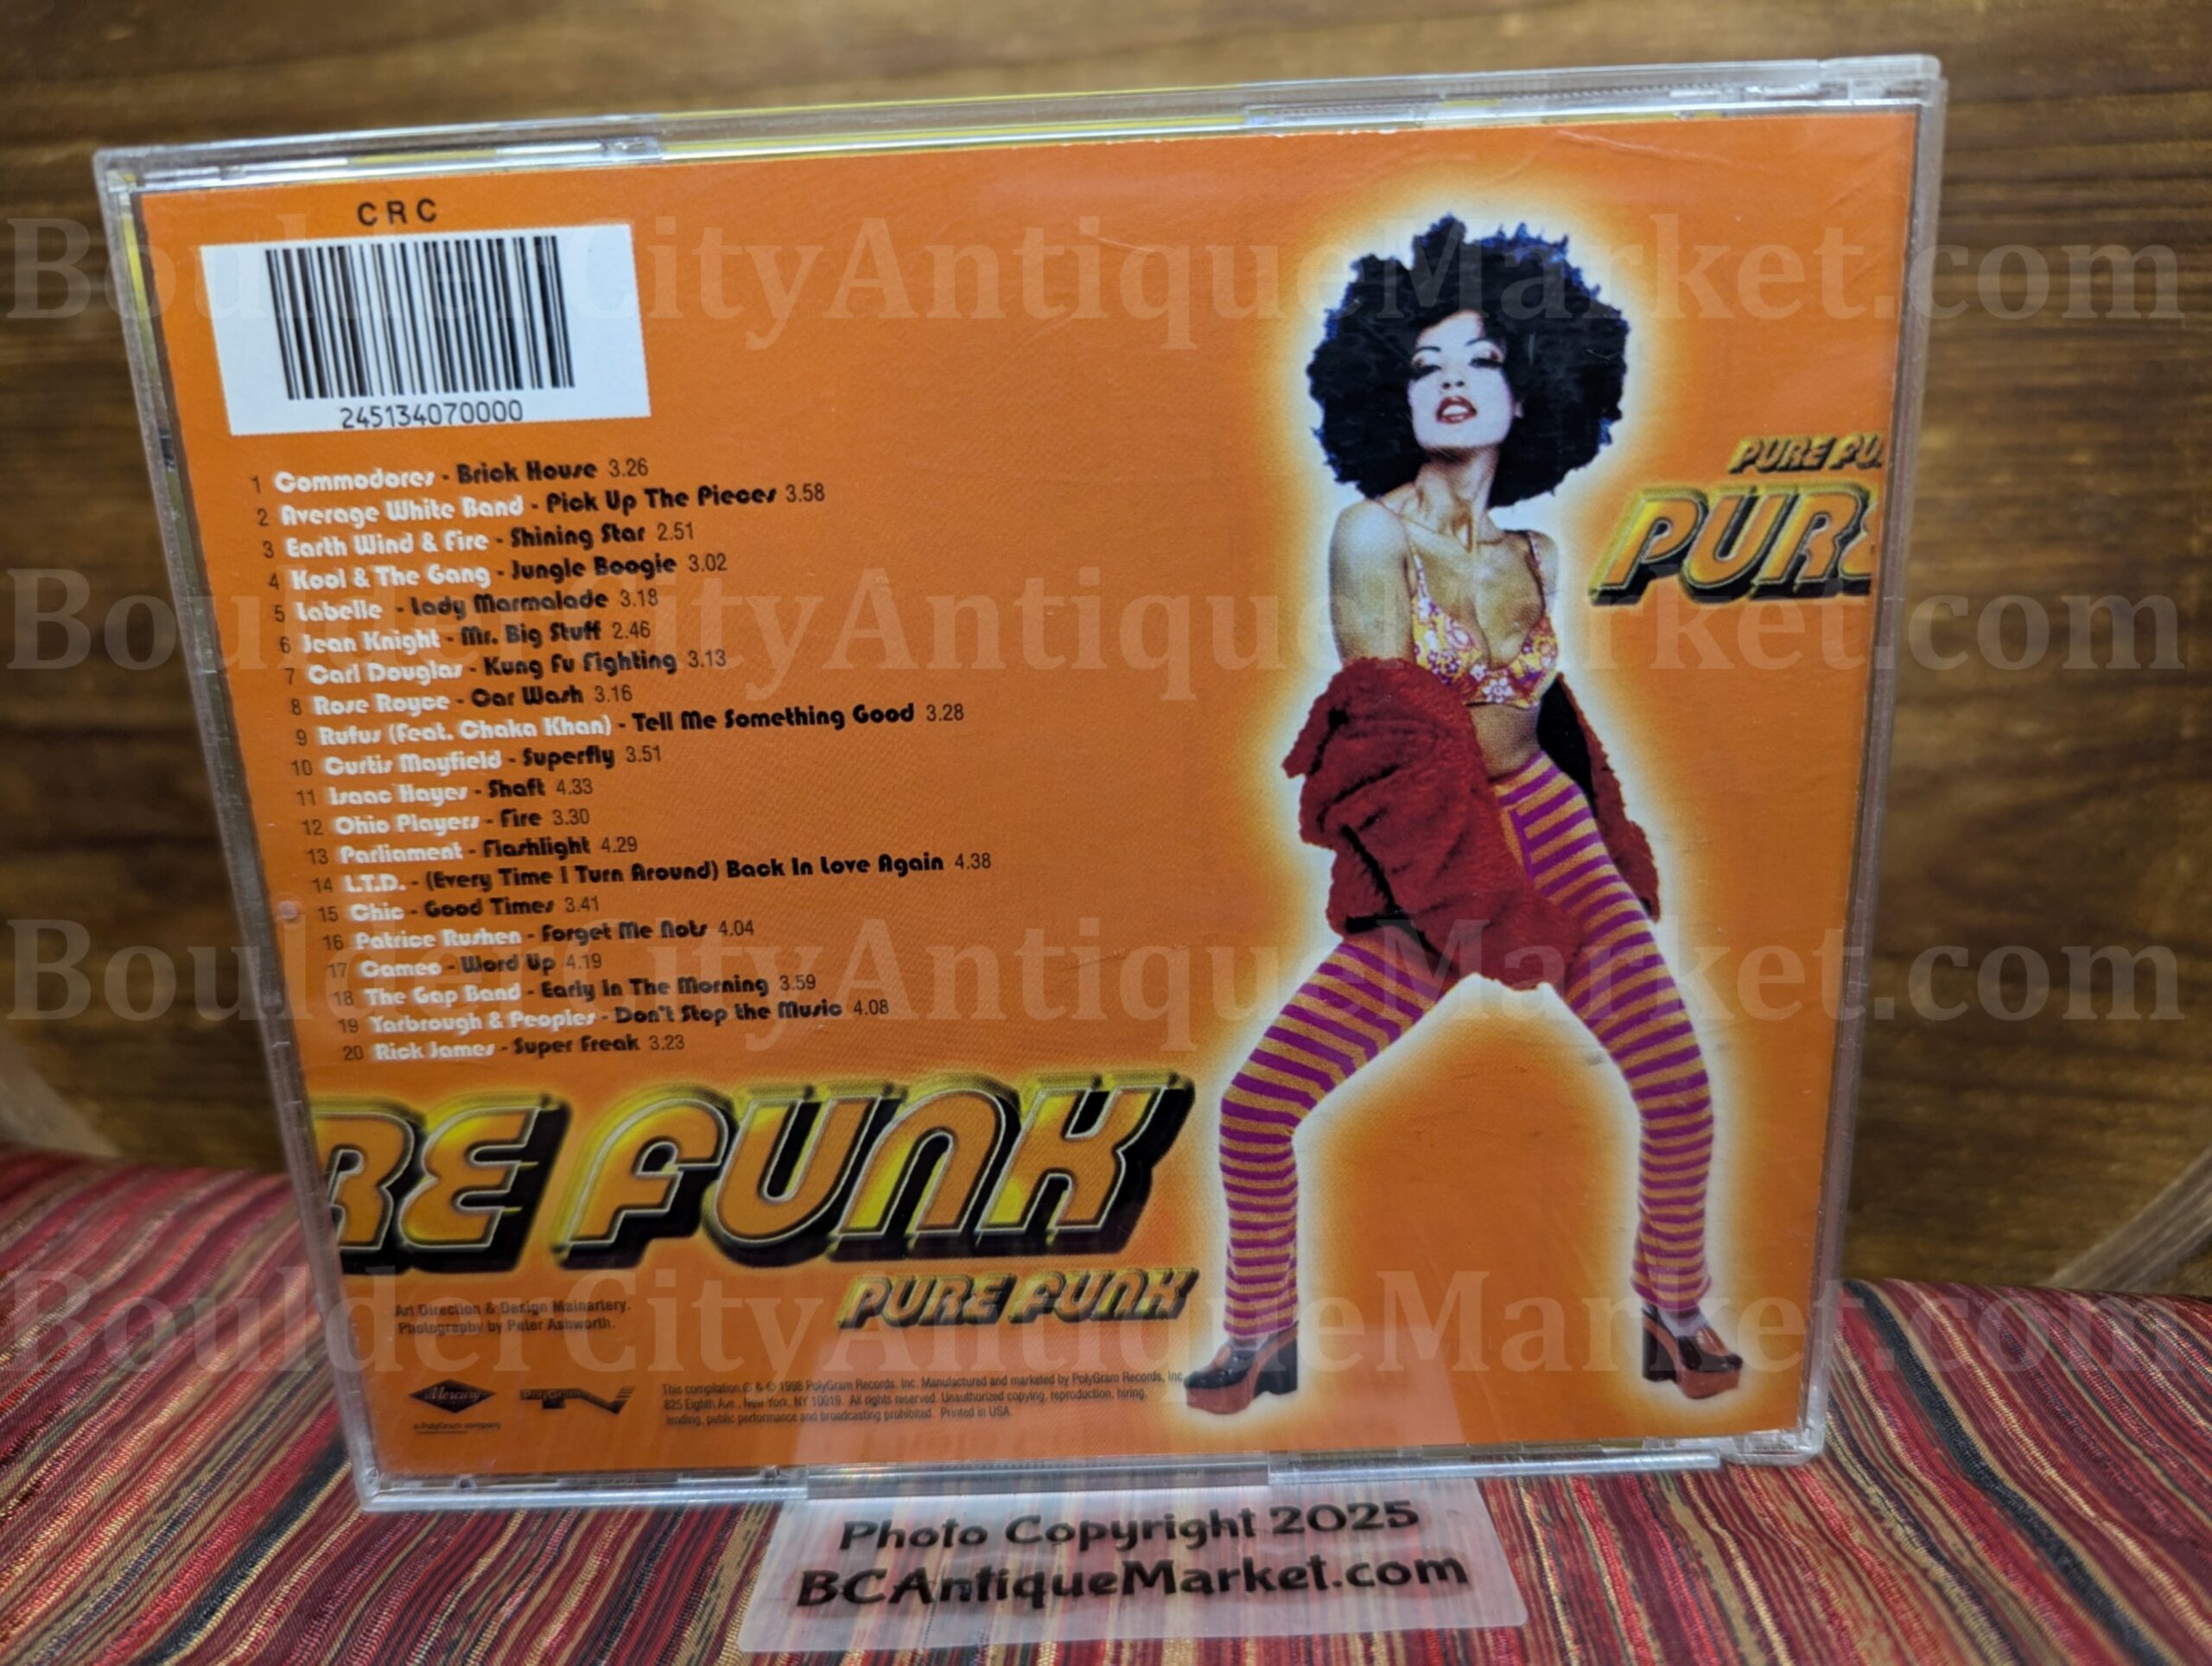 CRC
245134070000
1 Commodores - Brick House 3.26
2 Average White Band - Pick Up The Pieces 3.58
3 Earth Wind & Fire - Shining Star 2.51
4 Kool & The Gang - Jungle Boogie 3.02
5 Labelle - Lady Marmalade 3.18
6 Jean Knight - Mr. Big Stuff 2.46
7 Carl Douglas - Kung Fu Fighting 3.13
8 Rose Royce - Car Wash 3.16
9 Rufus (Feat. Chaka Khan) - Tell Me Something Good 3.28
10 Curtis Mayfield - Superfly 3.51
11 Isaac Hayes - Shaft 4.33
12 Ohio Players - Fire 3.30
13 Parliament - Flashlight 4.29
14 L.T.D. - (Every Time I Turn Around) Back In Love Again 4.38
15 Chic - Good Times 3.41
16 Patrice Rushen - Forget Me Nots 4.04
17 Cameo - Word Up 4.19
18 The Gap Band - Early In The Morning 3.59
19 Yarbrough & Peoples - Don't Stop the Music 4.08
20 Rick James - Super Freak 3.23
PURE FU
PURE
RE FUNK
PURE FUNK
Art Direction & Design Mainartery.
Photography by Peter Ashworth.
Mercury
a PolyGram company
PolyGram
This compilation ℗ & © 1998 PolyGram Records, Inc. Manufactured and marketed by PolyGram Records, Inc.
825 Eighth Ave., New York, NY 10019. All rights reserved. Unauthorized copying, reproduction, hiring,
lending, public performance and broadcasting prohibited. Printed in USA.
Photo Copyright 2025
BCAntiqueMarket.com
BoulderCityAntiqueMarket.com
BoulderCityAntiqueMarket.com
BoulderCityAntiqueMarket.com
BoulderCityAntiqueMarket.com